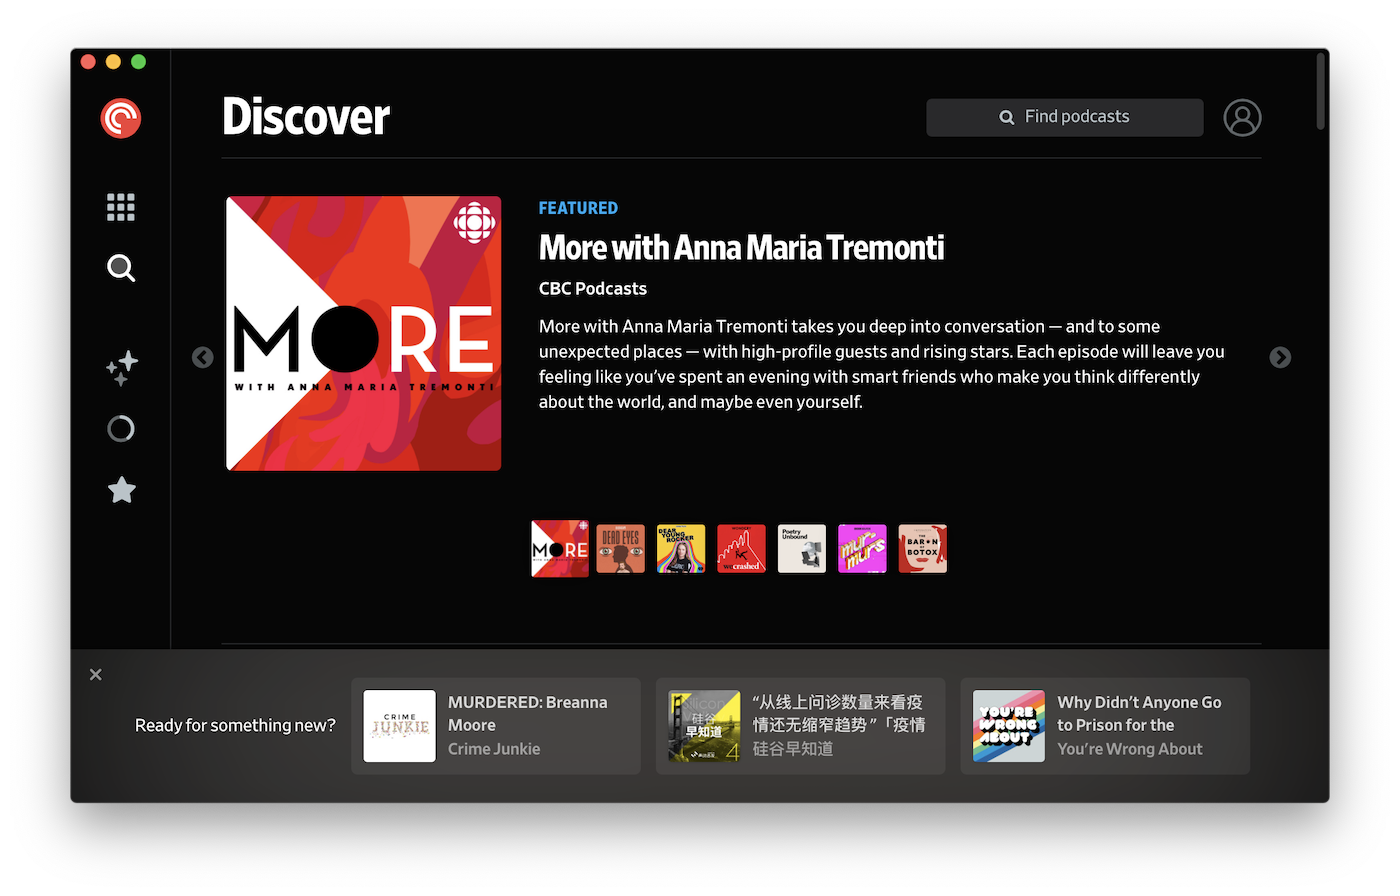 Discover
Find podcasts
FEATURED
More with Anna Maria Tremonti
CBC Podcasts
More with Anna Maria Tremonti takes you deep into conversation — and to some
unexpected places — with high-profile guests and rising stars. Each episode will leave you
feeling like you’ve spent an evening with smart friends who make you think differently
about the world, and maybe even yourself.
MORE
WITH ANNA MARIA TREMONTI
MORE
DEAD EYES
DEAR
YOUNG
ROCKER
wecrashed
Poetry
Unbound
mur-
murs
THE
BARON
OF
BOTOX
Ready for something new?
CRIME
JUNKIE
MURDERED: Breanna
Moore
Crime Junkie
Silicon
硅谷
早知道
4
“从线上问诊数量来看疫
情还无缩窄趋势”「疫情
硅谷早知道
YOU'RE
WRONG
ABOUT
Why Didn’t Anyone Go
to Prison for the
You’re Wrong About